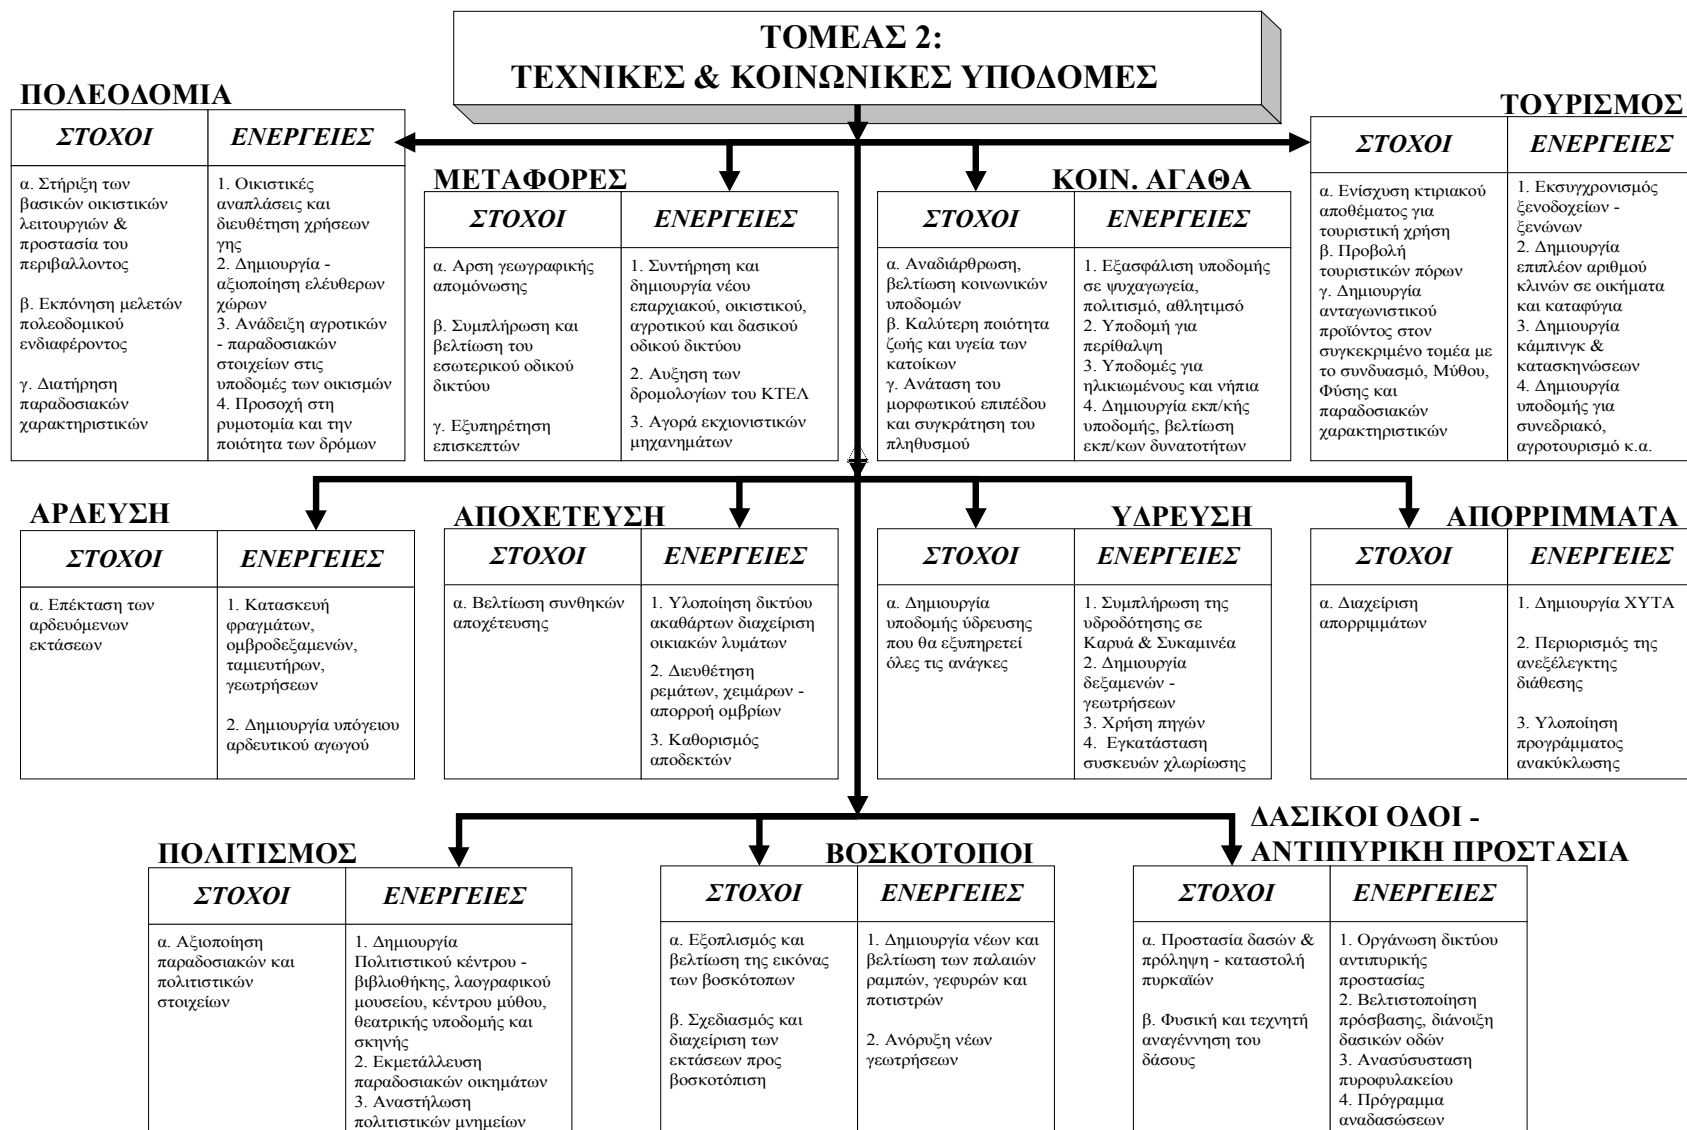 ΤΟΜΕΑΣ 2:
ΤΕΧΝΙΚΕΣ & ΚΟΙΝΩΝΙΚΕΣ ΥΠΟΔΟΜΕΣ
ΠΟΛΕΟΔΟΜΙΑ
ΣΤΟΧΟΙ
α. Στήριξη των
βασικών οικιστικών
λειτουργιών &
προστασία του
περιβαλλοντος
β. Εκπόνηση μελετών
πολεοδομικού
ενδιαφέροντος
γ. Διατήρηση
παραδοσιακών
χαρακτηριστικών
ΕΝΕΡΓΕΙΕΣ
1. Οικιστικές
αναπλάσεις και
διευθέτηση χρήσεων
γης
2. Δημιουργία -
αξιοποίηση ελέυθερων
χώρων
3. Ανάδειξη αγροτικών
- παραδοσιακών
στοιχείων στις
υποδομές των οικισμών
4. Προσοχή στη
ρυμοτομία και την
ποιότητα των δρόμων
ΜΕΤΑΦΟΡΕΣ
ΣΤΟΧΟΙ
α. Αρση γεωγραφικής
απομόνωσης
β. Συμπλήρωση και
βελτίωση του
εσωτερικού οδικού
δικτύου
γ. Εξυπηρέτηση
επισκεπτών
ΕΝΕΡΓΕΙΕΣ
1. Συντήρηση και
δημιουργία νέου
επαρχιακού, οικιστικού,
αγροτικού και δασικού
οδικού δικτύου
2. Αυξηση των
δρομολογίων του ΚΤΕΛ
3. Αγορά εκχιονιστικών
μηχανημάτων
ΚΟΙΝ. ΑΓΑΘΑ
ΣΤΟΧΟΙ
α. Αναδιάρθρωση,
βελτίωση κοινωνικών
υποδομών
β. Καλύτερη ποιότητα
ζωής και υγεία των
κατοίκων
γ. Ανάταση του
μορφωτικού επιπέδου
και συγκράτηση του
πληθυσμού
ΕΝΕΡΓΕΙΕΣ
1. Εξασφάλιση υποδομής
σε ψυχαγωγεία,
πολιτισμό, αθλητιμσό
2. Υποδομή για
περίθαλψη
3. Υποδομές για
ηλικιωμένους και νήπια
4. Δημιουργία εκπ/κής
υποδομής, βελτίωση
εκπ/κων δυνατοτήτων
ΤΟΥΡΙΣΜΟΣ
ΣΤΟΧΟΙ
α. Ενίσχυση κτιριακού
αποθέματος για
τουριστική χρήση
β. Προβολή
τουριστικών πόρων
γ. Δημιουργία
ανταγωνιστικού
προϊόντος στον
συγκεκριμένο τομέα με
το συνδυασμό, Μύθου,
Φύσης και
παραδοσιακών
χαρακτηριστικών
ΕΝΕΡΓΕΙΕΣ
1. Εκσυγχρονισμός
ξενοδοχείων -
ξενώνων
2. Δημιουργία
επιπλέον αριθμού
κλινών σε οικήματα
και καταφύγια
3. Δημιουργία
κάμπινγκ &
κατασκηνώσεων
4. Δημιουργία
υποδομής για
συνεδριακό,
αγροτουρισμό κ.α.
ΑΡΔΕΥΣΗ
ΣΤΟΧΟΙ
α. Επέκταση των
αρδευόμενων
εκτάσεων
ΕΝΕΡΓΕΙΕΣ
1. Κατασκευή
φραγμάτων,
ομβροδεξαμενών,
ταμιευτήρων,
γεωτρήσεων
2. Δημιουργία υπόγειου
αρδευτικού αγωγού
ΑΠΟΧΕΤΕΥΣΗ
ΣΤΟΧΟΙ
α. Βελτίωση συνθηκών
αποχέτευσης
ΕΝΕΡΓΕΙΕΣ
1. Υλοποίηση δικτύου
ακαθάρτων διαχείριση
οικιακών λυμάτων
2. Διευθέτηση
ρεμάτων, χειμάρων -
απορροή ομβρίων
3. Καθορισμός
αποδεκτών
ΥΔΡΕΥΣΗ
ΣΤΟΧΟΙ
α. Δημιουργία
υποδομής ύδρευσης
που θα εξυπηρετεί
όλες τις ανάγκες
ΕΝΕΡΓΕΙΕΣ
1. Συμπλήρωση της
υδροδότησης σε
Καρυά & Συκαμινέα
2. Δημιουργία
δεξαμενών -
γεωτρήσεων
3. Χρήση πηγών
4. Εγκατάσταση
συσκευών χλωρίωσης
ΑΠΟΡΡΙΜΜΑΤΑ
ΣΤΟΧΟΙ
α. Διαχείριση
απορριμμάτων
ΕΝΕΡΓΕΙΕΣ
1. Δημιουργία ΧΥΤΑ
2. Περιορισμός της
ανεξέλεγκτης
διάθεσης
3. Υλοποίηση
προγράμματος
ανακύκλωσης
ΠΟΛΙΤΙΣΜΟΣ
ΣΤΟΧΟΙ
α. Αξιοποίηση
παραδοσιακών και
πολιτιστικών
στοιχείων
ΕΝΕΡΓΕΙΕΣ
1. Δημιουργία
Πολιτιστικού κέντρου -
βιβλιοθήκης, λαογραφικού
μουσείου, κέντρου μύθου,
θεατρικής υποδομής και
σκηνής
2. Εκμετάλλευση
παραδοσιακών οικημάτων
3. Αναστήλωση
πολιτιστικών μνημείων
ΒΟΣΚΟΤΟΠΟΙ
ΣΤΟΧΟΙ
α. Εξοπλισμός και
βελτίωση της εικόνας
των βοσκότοπων
β. Σχεδιασμός και
διαχείριση των
εκτάσεων προς
βοσκοτόπιση
ΕΝΕΡΓΕΙΕΣ
1. Δημιουργία νέων και
βελτίωση των παλαιών
ραμπών, γεφυρών και
ποτιστρών
2. Ανόρυξη νέων
γεωτρήσεων
ΔΑΣΙΚΟΙ ΟΔΟΙ -
ΑΝΤΙΠΥΡΙΚΗ ΠΡΟΣΤΑΣΙΑ
ΣΤΟΧΟΙ
α. Προστασία δασών &
πρόληψη - καταστολή
πυρκαϊών
β. Φυσική και τεχνητή
αναγέννηση του
δάσους
ΕΝΕΡΓΕΙΕΣ
1. Οργάνωση δικτύου
αντιπυρικής
προστασίας
2. Βελτιστοποίηση
πρόσβασης, διάνοιξη
δασικών οδών
3. Ανασύσυσταση
πυροφυλακείου
4. Πρόγραμμα
αναδασώσεων